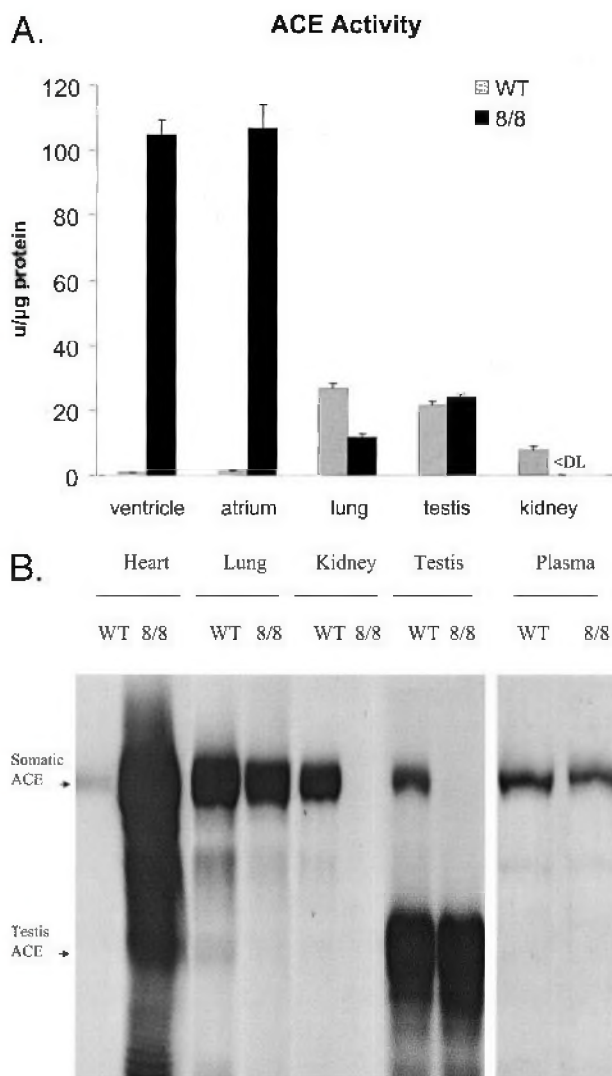 A.
ACE Activity
WT
8/8
u/µg protein
120
100
80
60
40
20
0
<DL
ventricle atrium lung testis kidney
B.
Heart Lung Kidney Testis Plasma
WT 8/8 WT 8/8 WT 8/8 WT 8/8 WT 8/8
Somatic
ACE
Testis
ACE